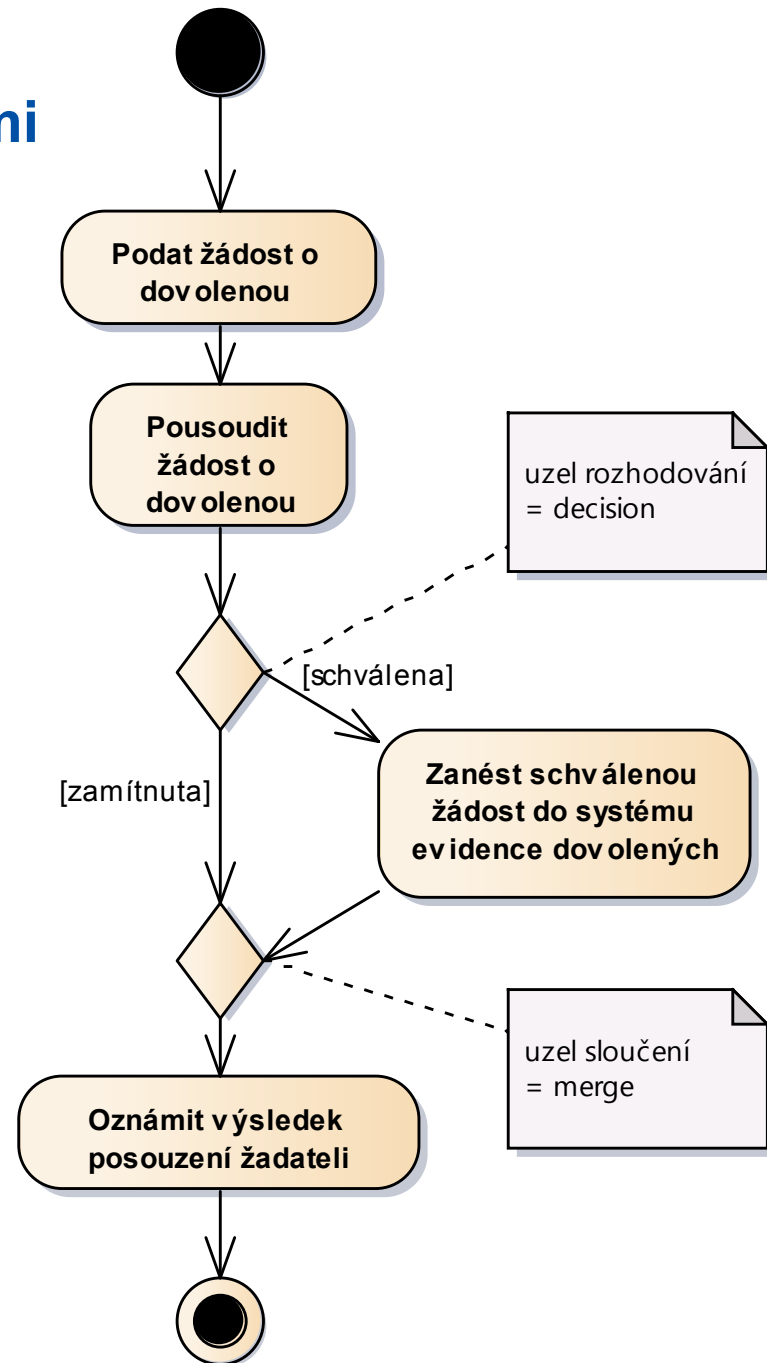 ni
Podat žádost o
dovolenou
Pousoudit
žádost o
dovolenou
uzel rozhodování
= decision
[schválena]
[zamítnuta]
Zanést schválenou
žádost do systému
evidence dovolených
uzel sloučení
= merge
Oznámit výsledek
posouzení žadateli